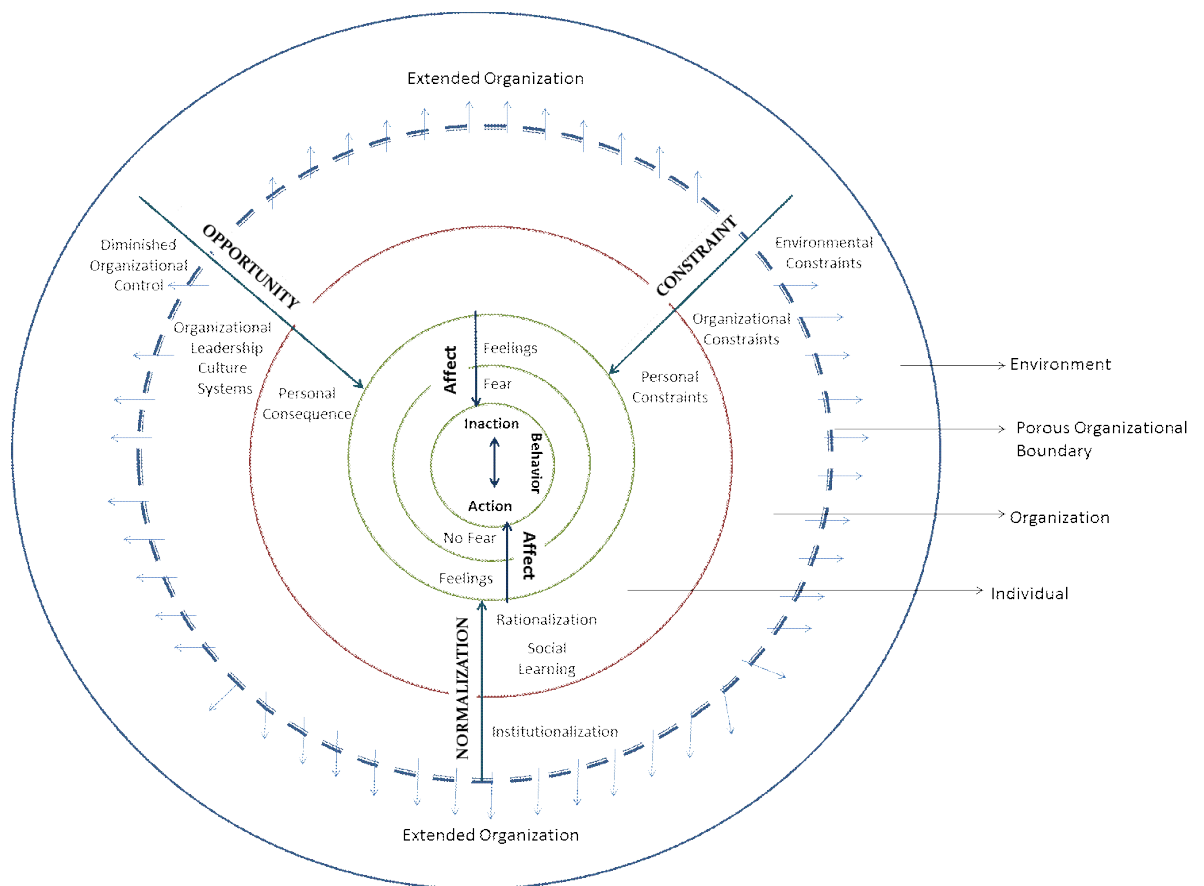 Extended Organization
OPPORTUNITY
CONSTRAINT
Diminished
Organizational
Control
Environmental
Constraints
Organizational
Leadership
Culture
Systems
Organizational
Constraints
Personal
Consequence
Personal
Constraints
Affect
Feelings
Fear
Inaction
Behavior
Action
No Fear
Affect
Feelings
Rationalization
Social
Learning
NORMALIZATION
Institutionalization
Extended Organization
Environment
Porous Organizational
Boundary
Organization
Individual